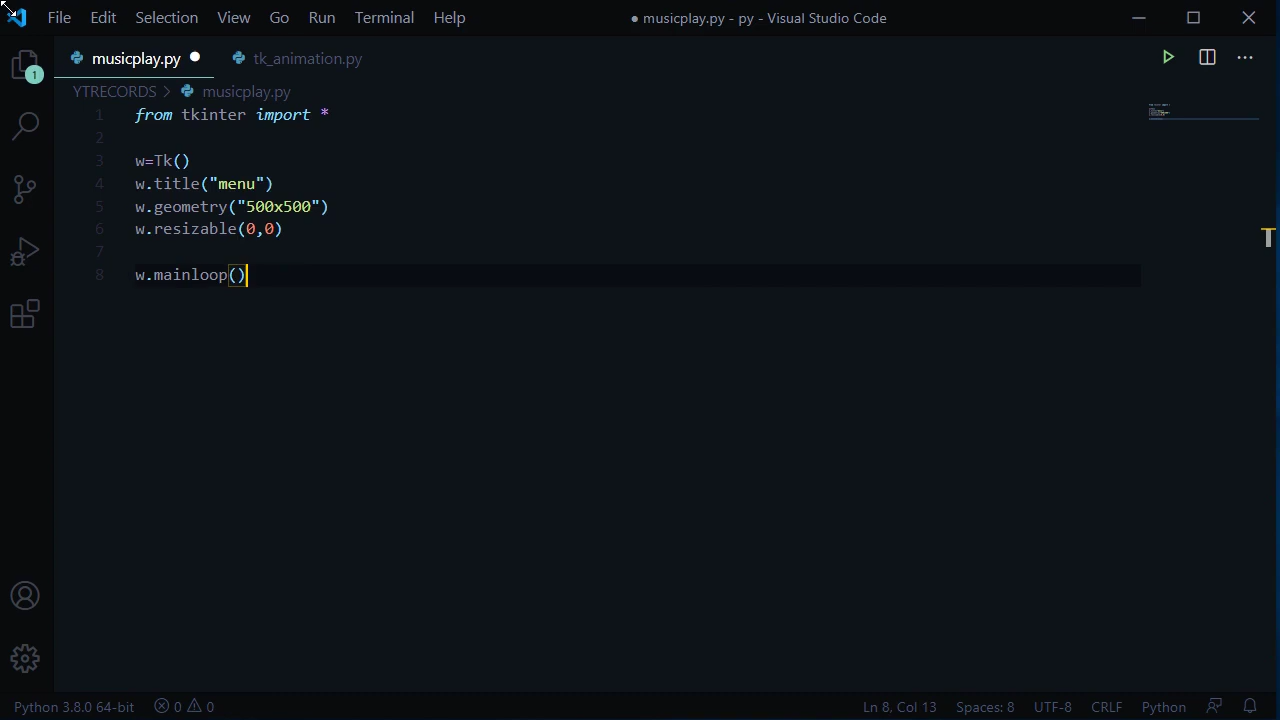 File Edit Selection View Go Run Terminal Help ● musicplay.py - py - Visual Studio Code
1
musicplay.py tk_animation.py
YTRECORDS > musicplay.py
1 from tkinter import *
2
3 w=Tk()
4 w.title("menu")
5 w.geometry("500x500")
6 w.resizable(0,0)
7
8 w.mainloop()
Python 3.8.0 64-bit 0 0 Ln 8, Col 13 Spaces: 8 UTF-8 CRLF Python